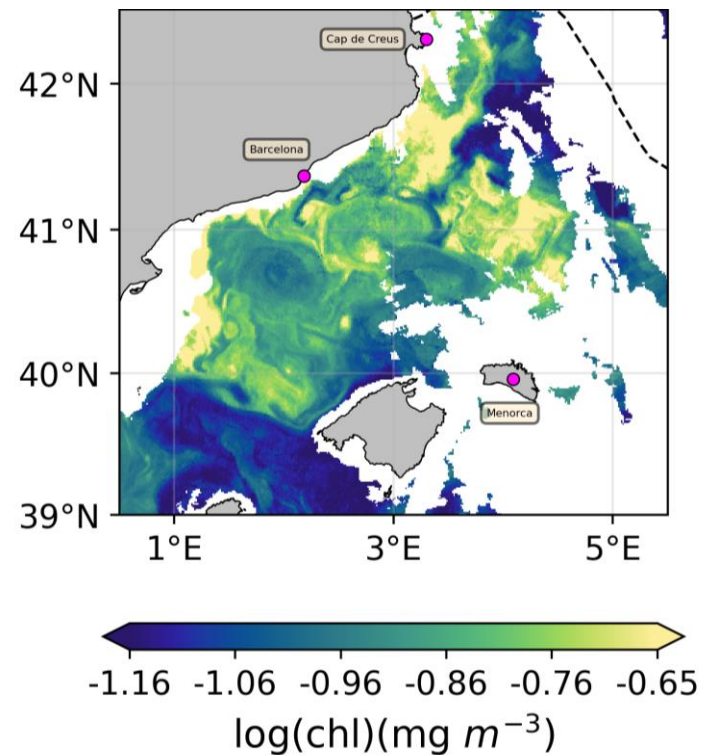 Cap de Creus
42°N
Barcelona
41°N
40°N
Menorca
39°N
1°E 3°E 5°E
-1.16 -1.06 -0.96 -0.86 -0.76 -0.65
log(chl)(mg m⁻³)